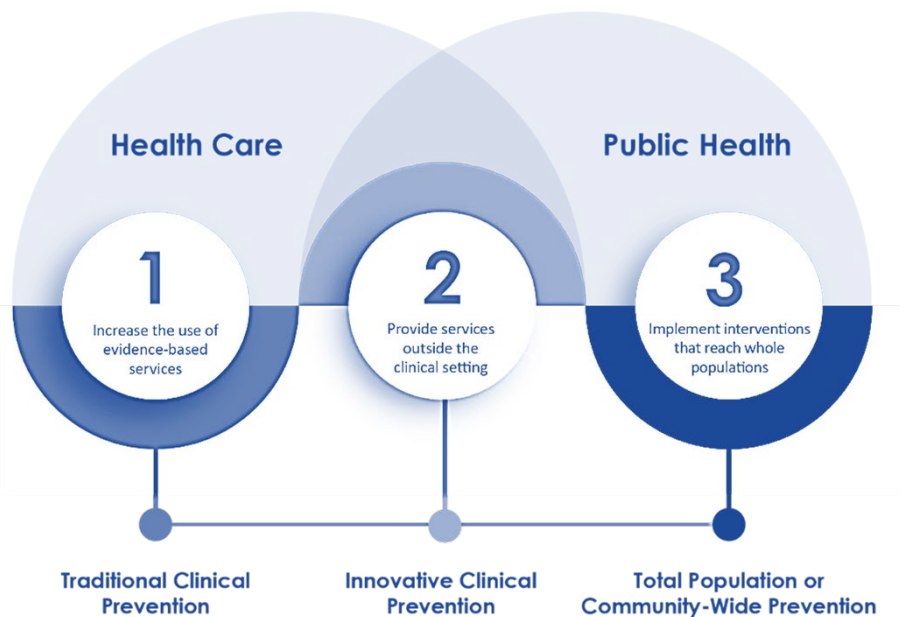 Health Care
Public Health
1
Increase the use of
evidence-based
services
2
Provide services
outside the
clinical setting
3
Implement interventions
that reach whole
populations
Traditional Clinical
Prevention
Innovative Clinical
Prevention
Total Population or
Community-Wide Prevention